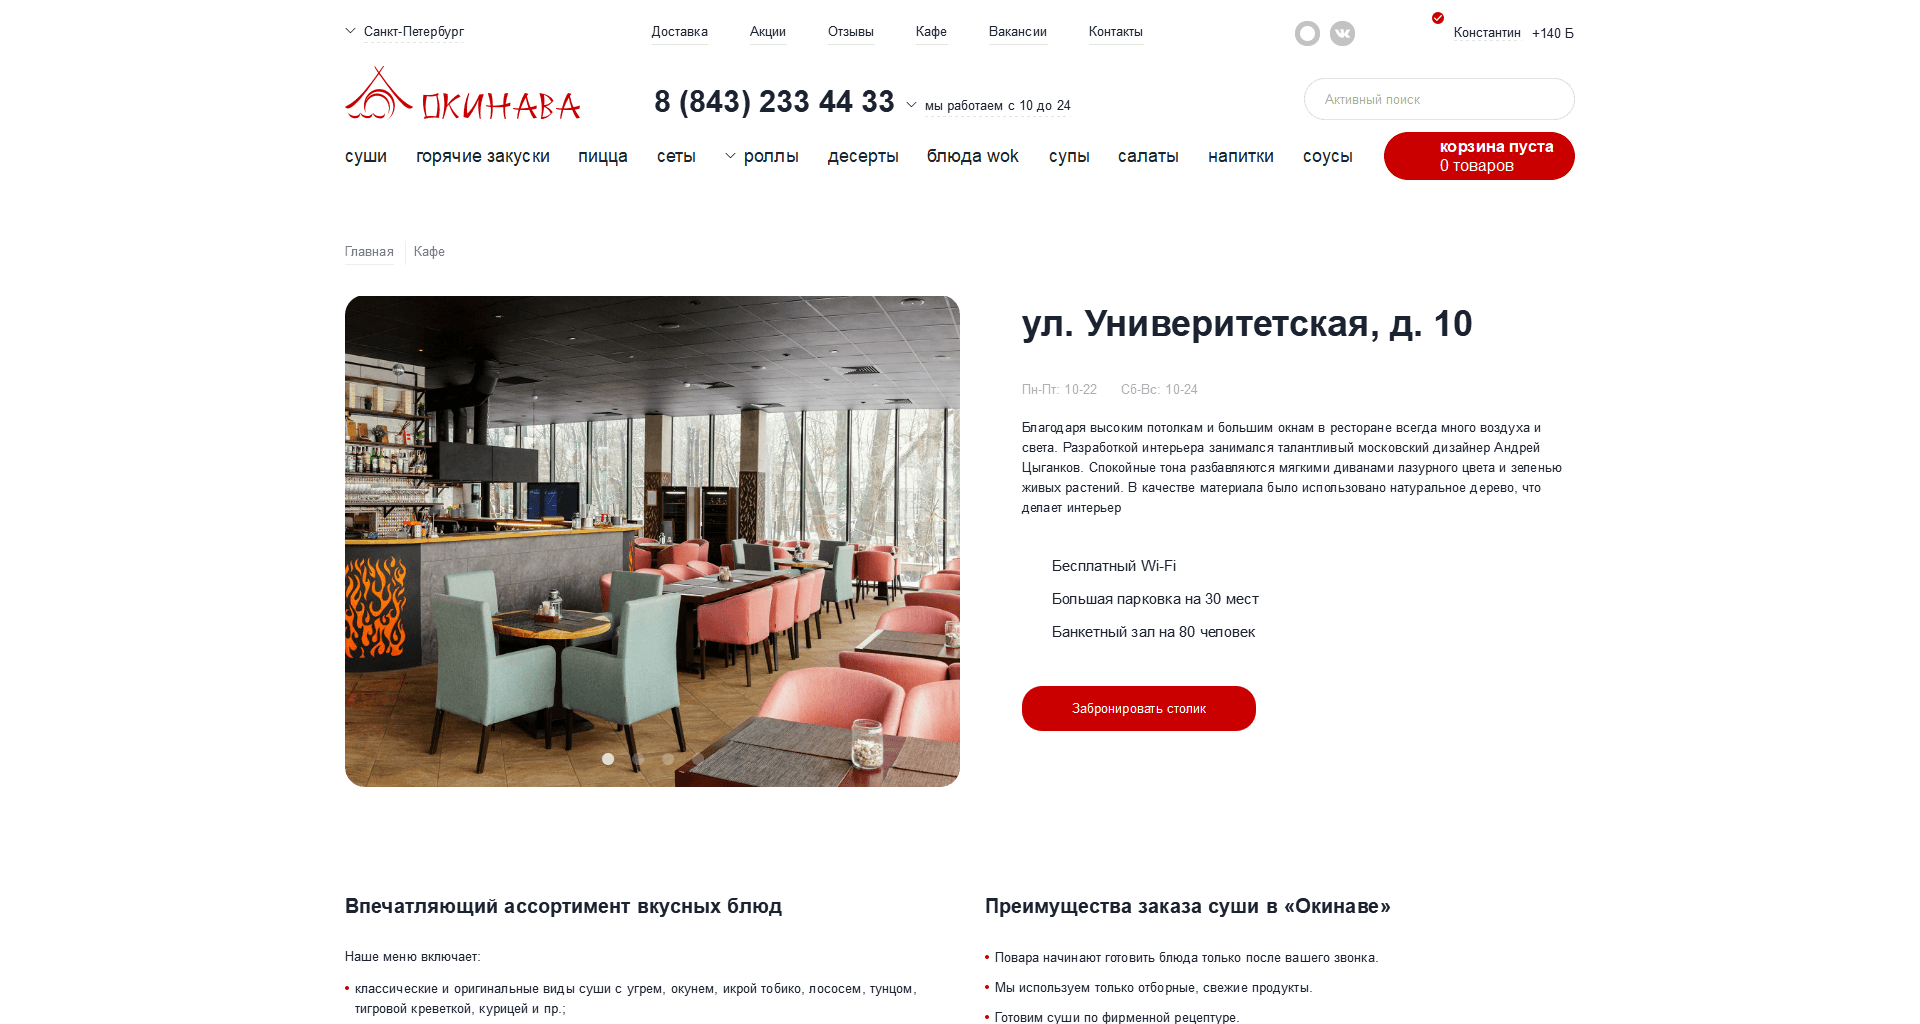 Санкт-Петербург
Доставка
Акции
Отзывы
Кафе
Вакансии
Контакты
Константин
+140 Б
ОКИНАВА
8 (843) 233 44 33
мы работаем с 10 до 24
Активный поиск
суши
горячие закуски
пицца
сеты
роллы
десерты
блюда wok
супы
салаты
напитки
соусы
корзина пуста
0 товаров
Главная
Кафе
ул. Универитетская, д. 10
Пн-Пт: 10-22
Сб-Вс: 10-24
Благодаря высоким потолкам и большим окнам в ресторане всегда много воздуха и
света. Разработкой интерьера занимался талантливый московский дизайнер Андрей
Цыганков. Спокойные тона разбавляются мягкими диванами лазурного цвета и зеленью
живых растений. В качестве материала было использовано натуральное дерево, что
делает интерьер
Бесплатный Wi-Fi
Большая парковка на 30 мест
Банкетный зал на 80 человек
Забронировать столик
Впечатляющий ассортимент вкусных блюд
Наше меню включает:
классические и оригинальные виды суши с угрем, окунем, икрой тобико, лососем, тунцом,
тигровой креветкой, курицей и пр.;
Преимущества заказа суши в «Окинаве»
Повара начинают готовить блюда только после вашего звонка.
Мы используем только отборные, свежие продукты.
Готовим суши по фирменной рецептуре.